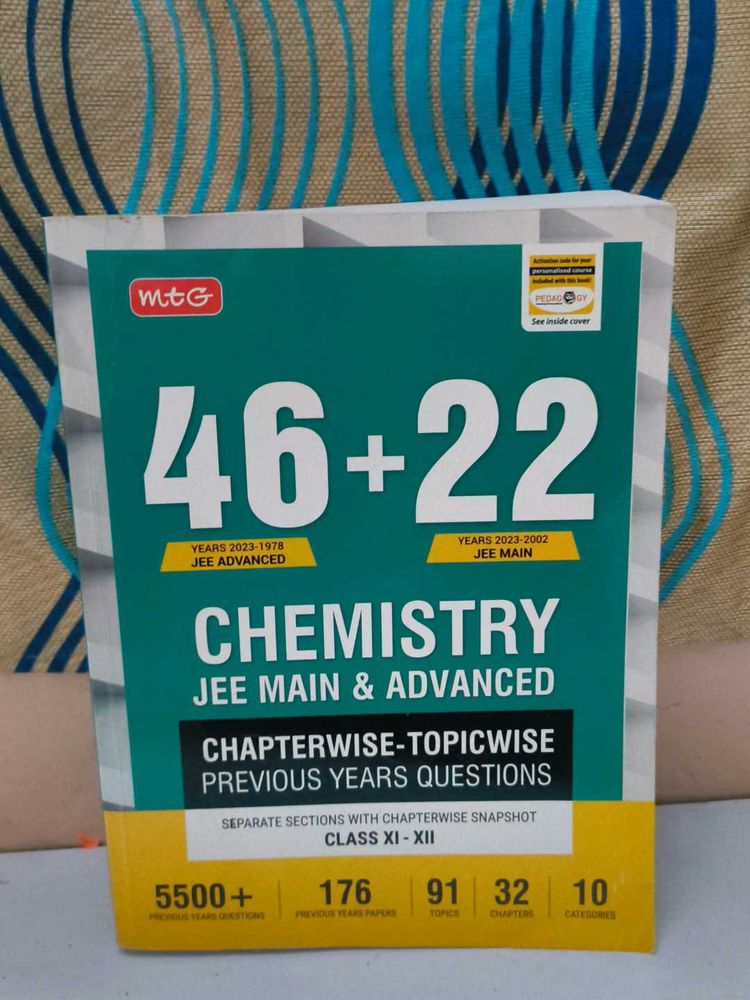 mtG
Activation code for your
personalised course
included with this book!
PEDAGOGY
See inside cover
46+22
YEARS 2023-1978
JEE ADVANCED
YEARS 2023-2002
JEE MAIN
CHEMISTRY
JEE MAIN & ADVANCED
CHAPTERWISE-TOPICWISE
PREVIOUS YEARS QUESTIONS
SEPARATE SECTIONS WITH CHAPTERWISE SNAPSHOT
CLASS XI - XII
5500+ 176 91 32 10
PREVIOUS YEARS QUESTIONS PREVIOUS YEARS PAPERS TOPICS CHAPTERS CATEGORIES